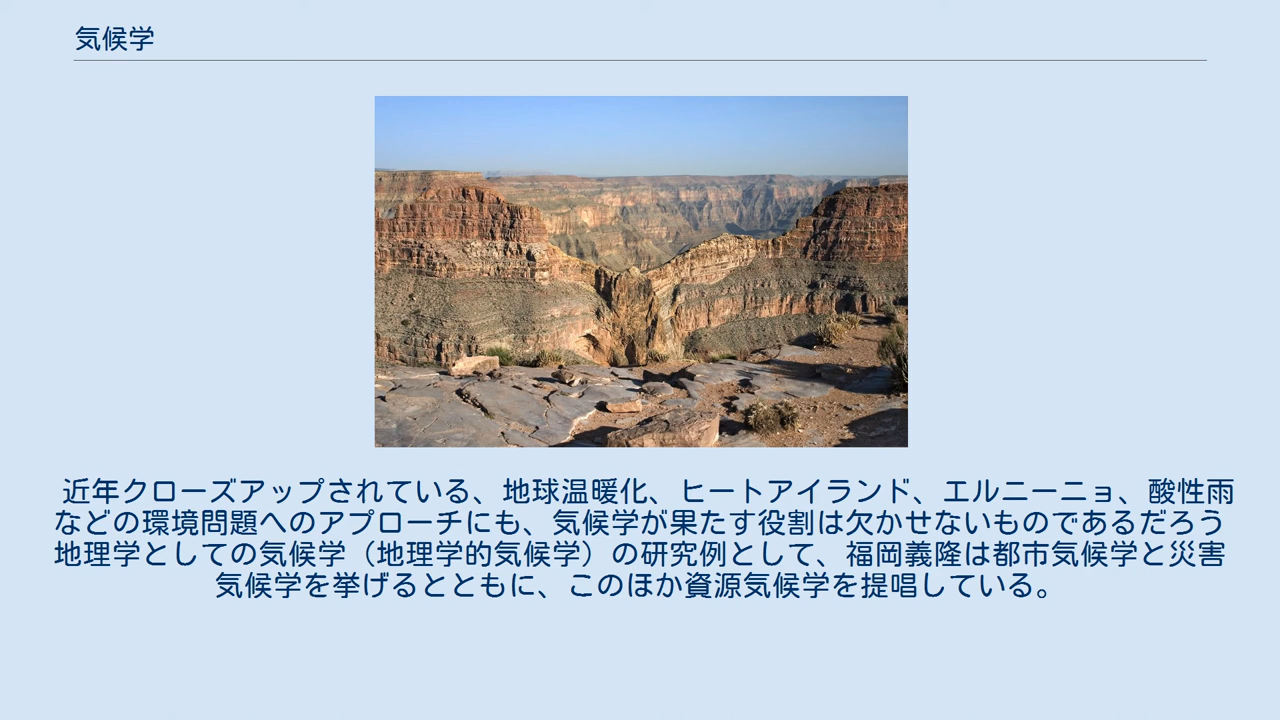 気候学
近年クローズアップされている、地球温暖化、ヒートアイランド、エルニーニョ、酸性雨
などの環境問題へのアプローチにも、気候学が果たす役割は欠かせないものであるだろう
地理学としての気候学（地理学的気候学）の研究例として、福岡義隆は都市気候学と災害
気候学を挙げるとともに、このほか資源気候学を提唱している。